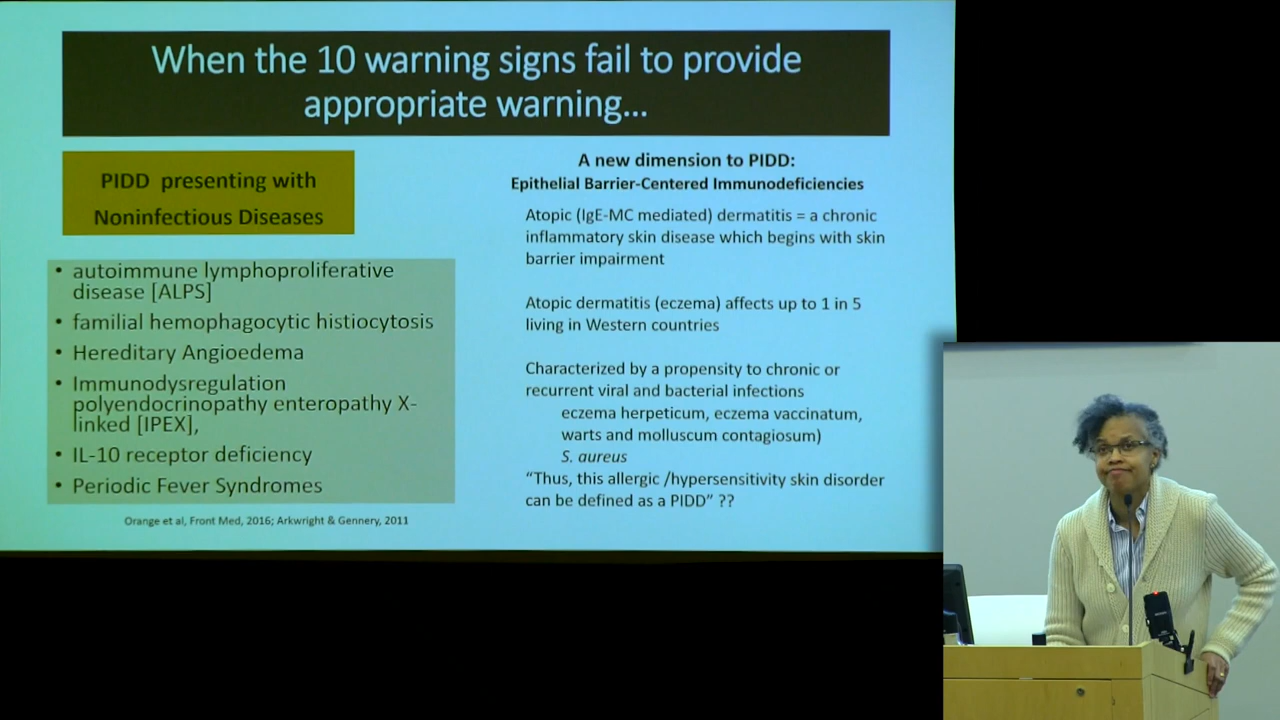 When the 10 warning signs fail to provide
appropriate warning...
PIDD presenting with
Noninfectious Diseases
• autoimmune lymphoproliferative
disease [ALPS]
• familial hemophagocytic histiocytosis
• Hereditary Angioedema
• Immunodysregulation
polyendocrinopathy enteropathy X-
linked [IPEX],
• IL-10 receptor deficiency
• Periodic Fever Syndromes
Orange et al, Front Med, 2016; Arkwright & Gennery, 2011
A new dimension to PIDD:
Epithelial Barrier-Centered Immunodeficiencies
Atopic (IgE-MC mediated) dermatitis = a chronic
inflammatory skin disease which begins with skin
barrier impairment
Atopic dermatitis (eczema) affects up to 1 in 5
living in Western countries
Characterized by a propensity to chronic or
recurrent viral and bacterial infections
eczema herpeticum, eczema vaccinatum,
warts and molluscum contagiosum)
S. aureus
“Thus, this allergic /hypersensitivity skin disorder
can be defined as a PIDD” ??